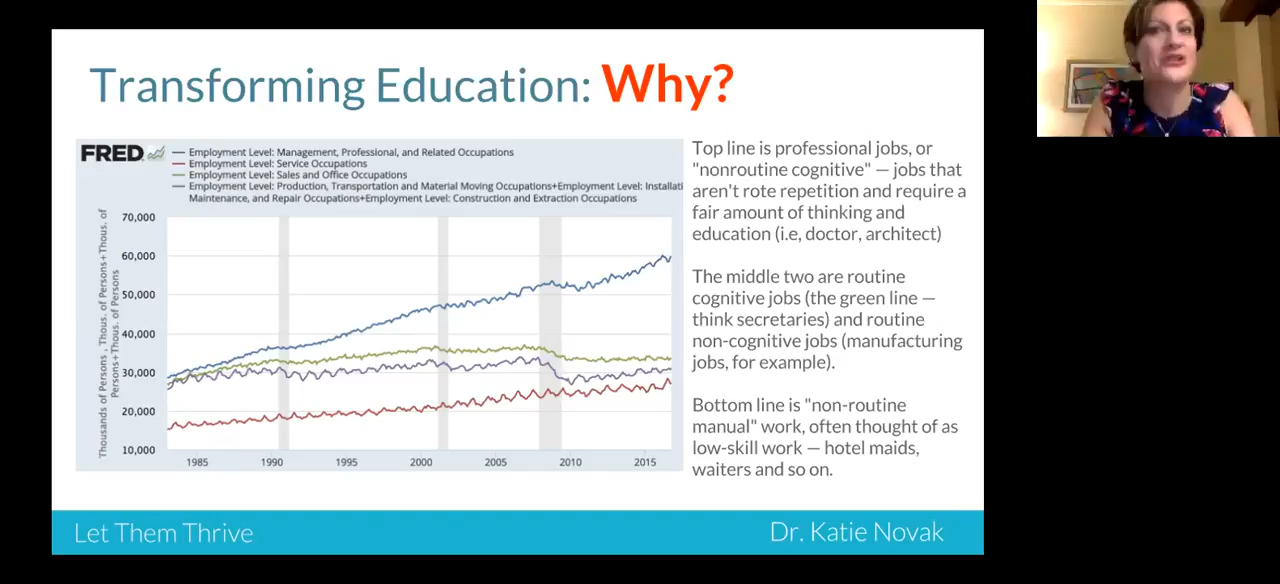 Transforming Education: Why?
FRED
Employment Level: Management, Professional, and Related Occupations
Employment Level: Service Occupations
Employment Level: Sales and Office Occupations
Employment Level: Production, Transportation and Material Moving Occupations+Employment Level: Installati
Maintenance, and Repair Occupations+Employment Level: Construction and Extraction Occupations
Thousands of Persons , Thous. of Persons+Thous. of
Persons+Thous. of Persons
70,000
60,000
50,000
40,000
30,000
20,000
10,000
1985 1990 1995 2000 2005 2010 2015
Top line is professional jobs, or
"nonroutine cognitive" — jobs that
aren't rote repetition and require a
fair amount of thinking and
education (i.e, doctor, architect)
The middle two are routine
cognitive jobs (the green line —
think secretaries) and routine
non-cognitive jobs (manufacturing
jobs, for example).
Bottom line is "non-routine
manual" work, often thought of as
low-skill work — hotel maids,
waiters and so on.
Let Them Thrive
Dr. Katie Novak